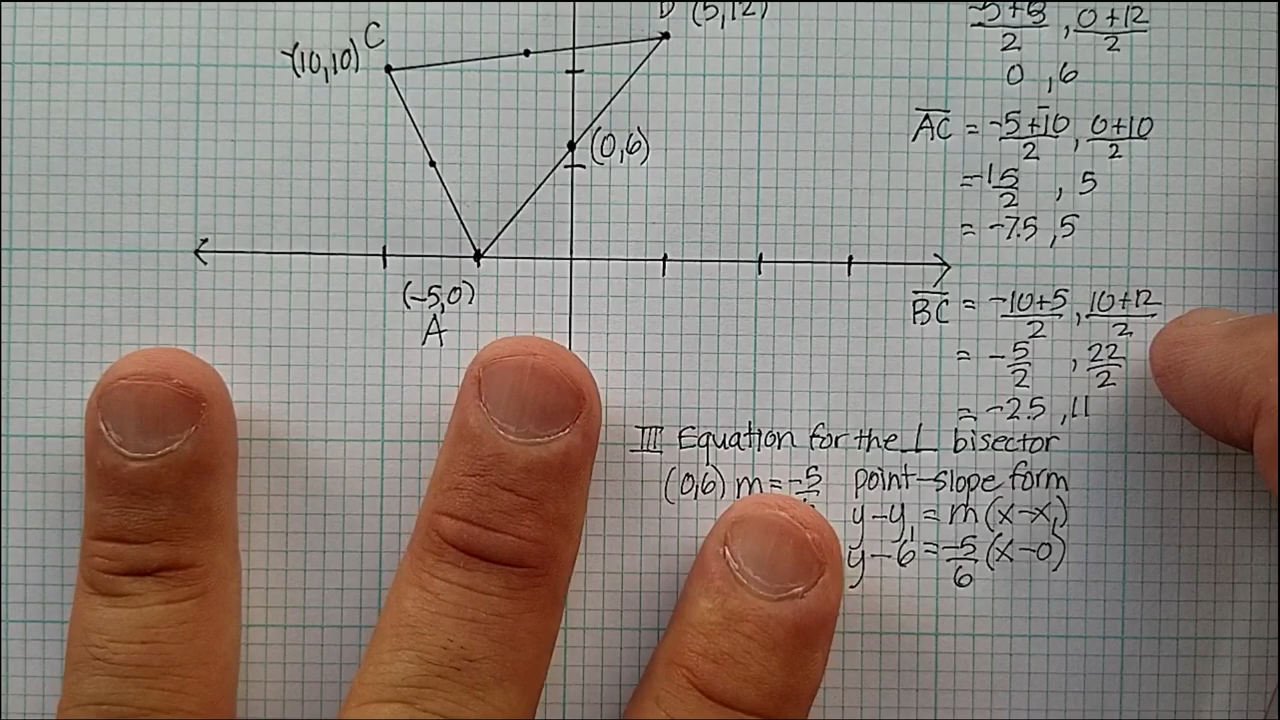 C
(-10,10)
B (5,12)
(0,6)
(-5,0)
A
-5+5/2 , 0+12/2
0 , 6
AC = -5+-10/2 , 0+10/2
= -15/2 , 5
= -7.5 , 5
BC = -10+5/2 , 10+12/2
= -5/2 , 22/2
= -2.5 , 11
III Equation for the ⊥ bisector
(0,6) m = -5 point-slope form
y-y₁ = m(x-x₁)
y-6 = -5/6 (x-0)